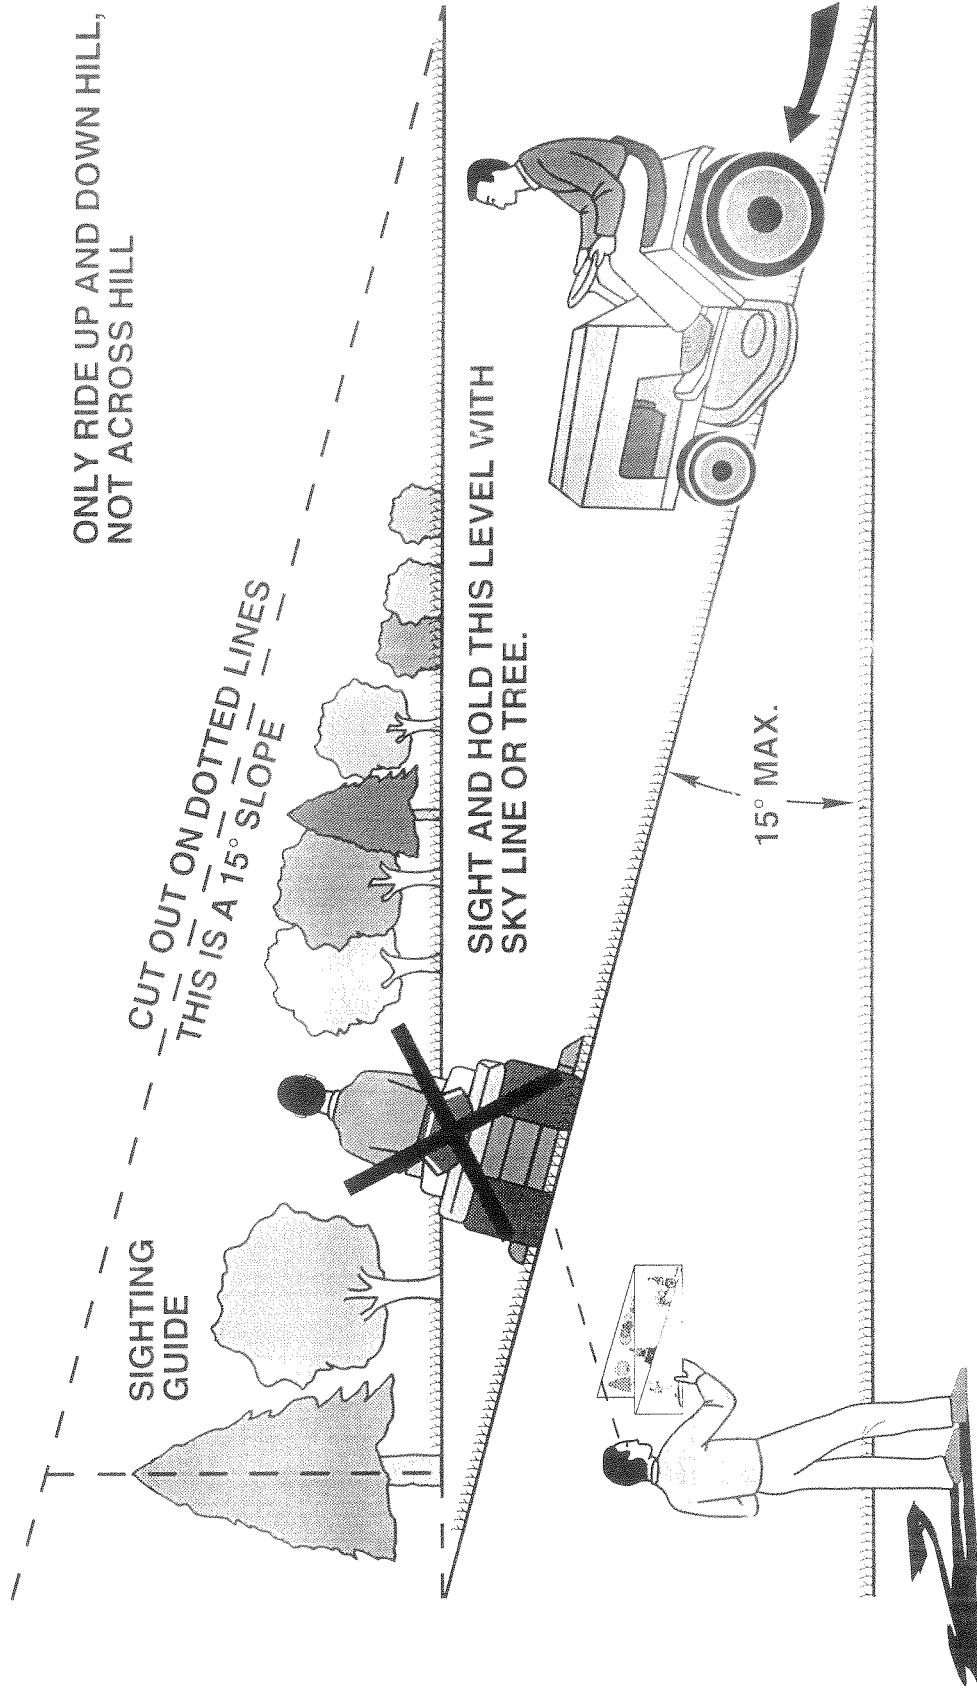 ONLY RIDE UP AND DOWN HILL,
NOT ACROSS HILL
CUT OUT ON DOTTED LINES
THIS IS A 15° SLOPE
SIGHTING
GUIDE
SIGHT AND HOLD THIS LEVEL WITH
SKY LINE OR TREE.
15° MAX.